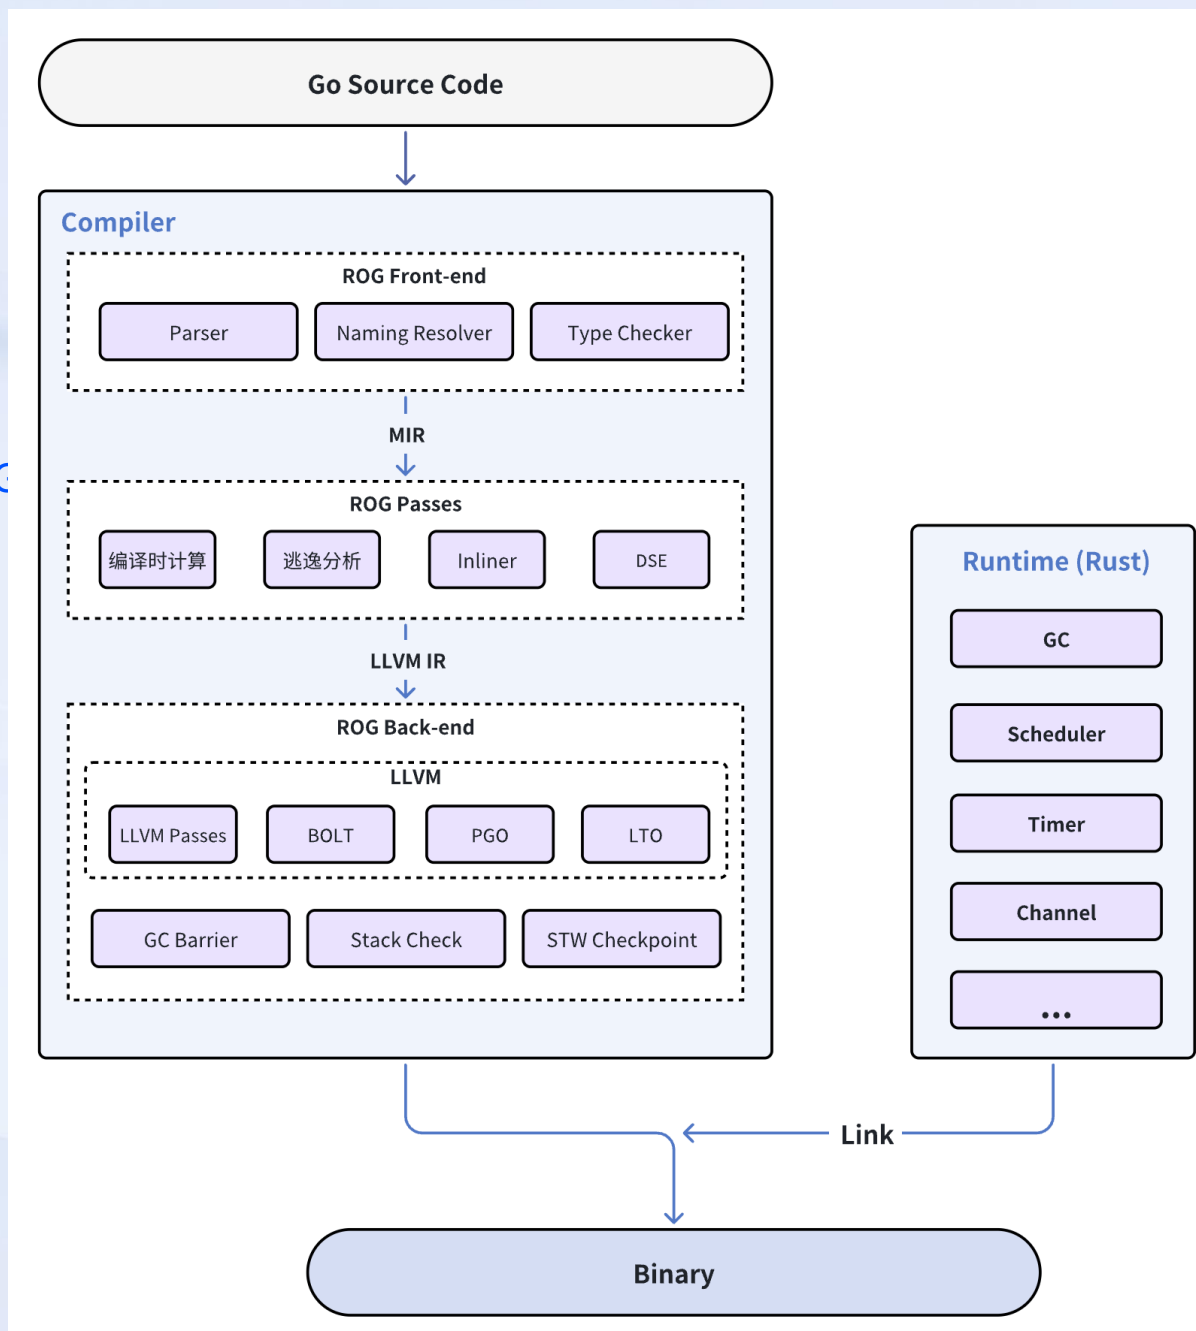 Go Source Code
Compiler
ROG Front-end
Parser
Naming Resolver
Type Checker
MIR
ROG Passes
编译时计算
逃逸分析
Inliner
DSE
LLVM IR
ROG Back-end
LLVM
LLVM Passes
BOLT
PGO
LTO
GC Barrier
Stack Check
STW Checkpoint
Runtime (Rust)
GC
Scheduler
Timer
Channel
...
Link
Binary